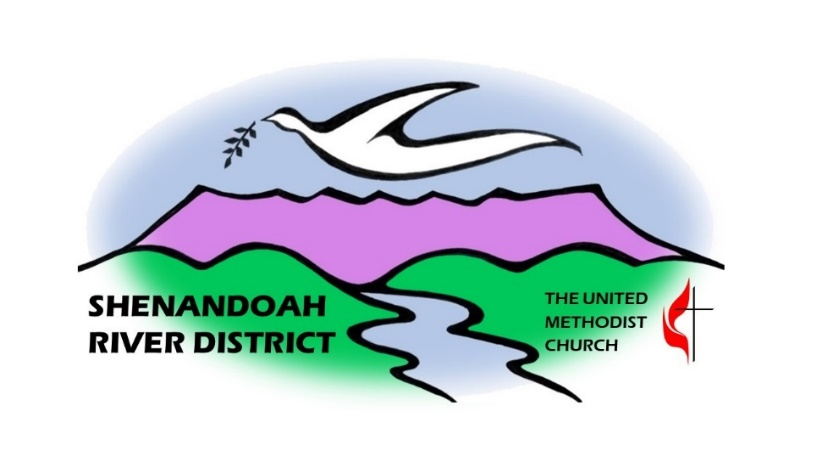 SHENANDOAH
RIVER DISTRICT
THE UNITED
METHODIST
CHURCH